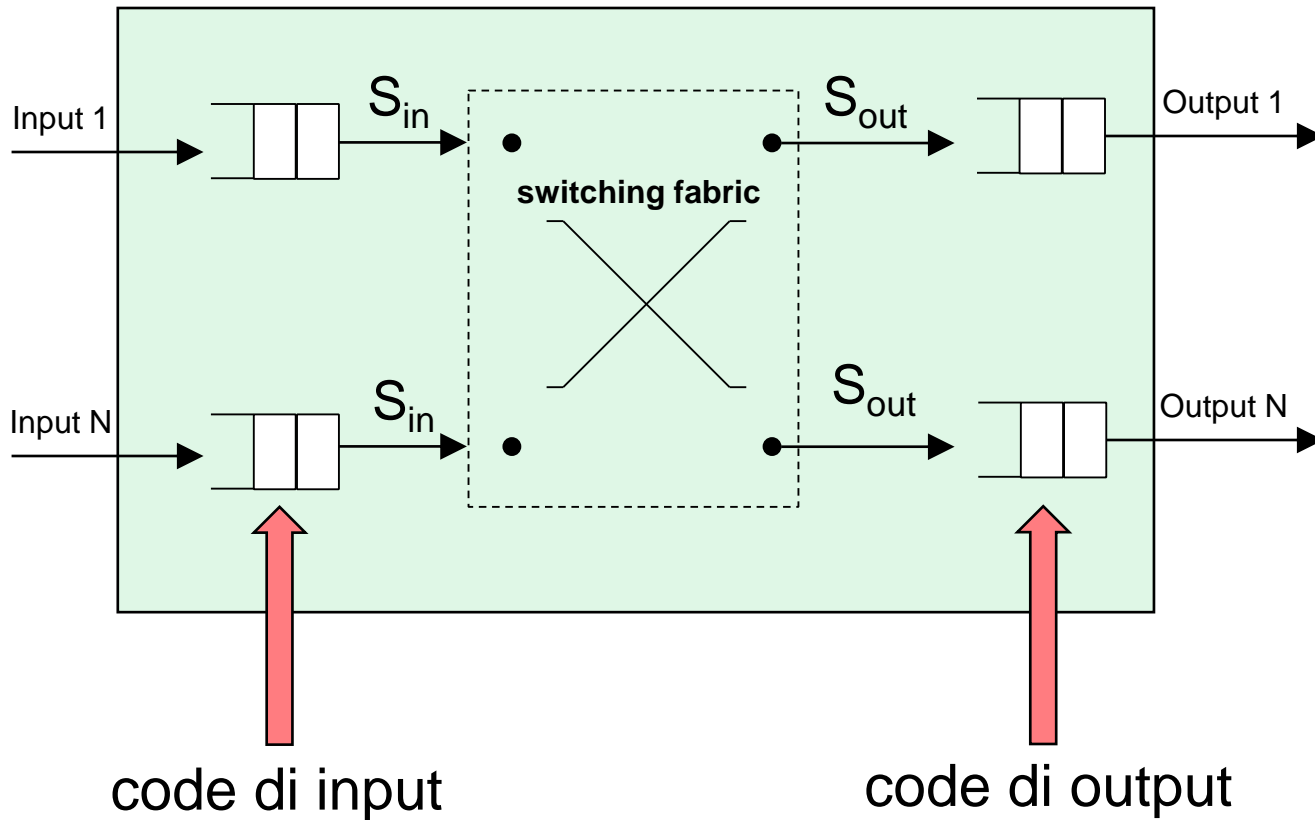 Input 1
S_in
S_out
Output 1
switching fabric
Input N
S_in
S_out
Output N
code di input
code di output